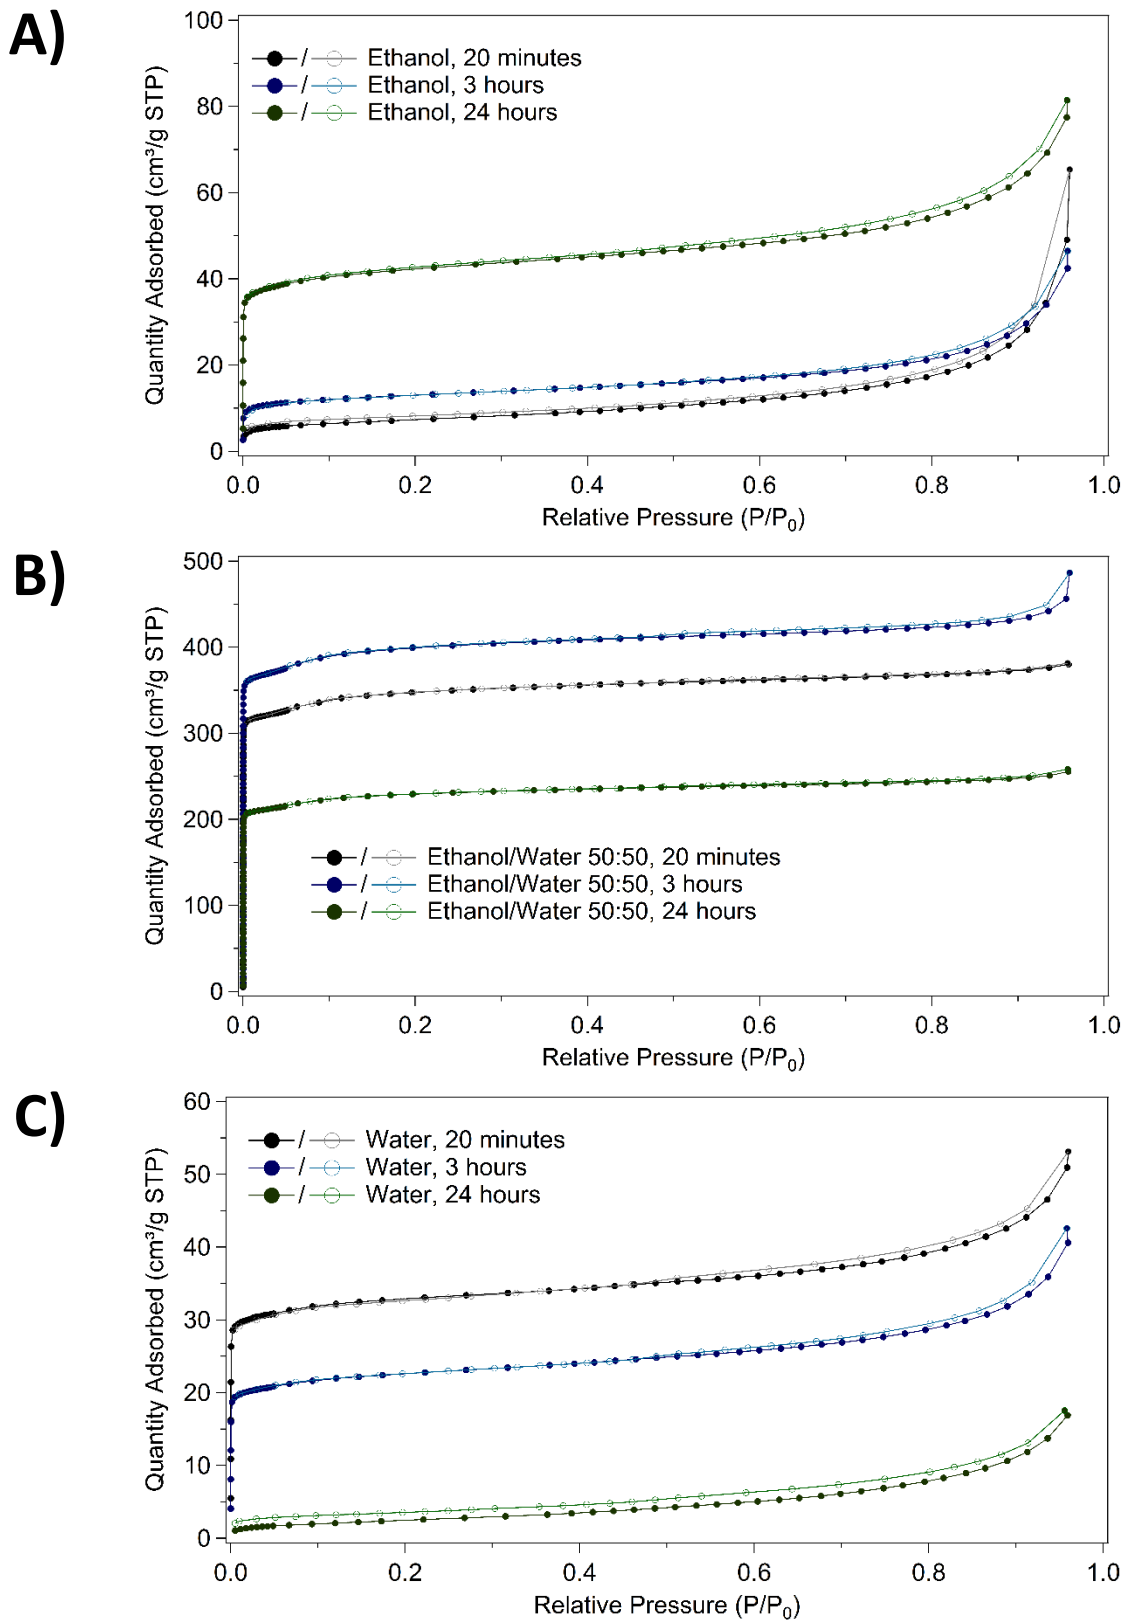 A)
100
80
60
40
20
0
Quantity Adsorbed (cm³/g STP)
/ Ethanol, 20 minutes
/ Ethanol, 3 hours
/ Ethanol, 24 hours
0.0 0.2 0.4 0.6 0.8 1.0
Relative Pressure (P/P₀)
B)
500
400
300
200
100
0
Quantity Adsorbed (cm³/g STP)
/ Ethanol/Water 50:50, 20 minutes
/ Ethanol/Water 50:50, 3 hours
/ Ethanol/Water 50:50, 24 hours
0.0 0.2 0.4 0.6 0.8 1.0
Relative Pressure (P/P₀)
C)
60
50
40
30
20
10
0
Quantity Adsorbed (cm³/g STP)
/ Water, 20 minutes
/ Water, 3 hours
/ Water, 24 hours
0.0 0.2 0.4 0.6 0.8 1.0
Relative Pressure (P/P₀)